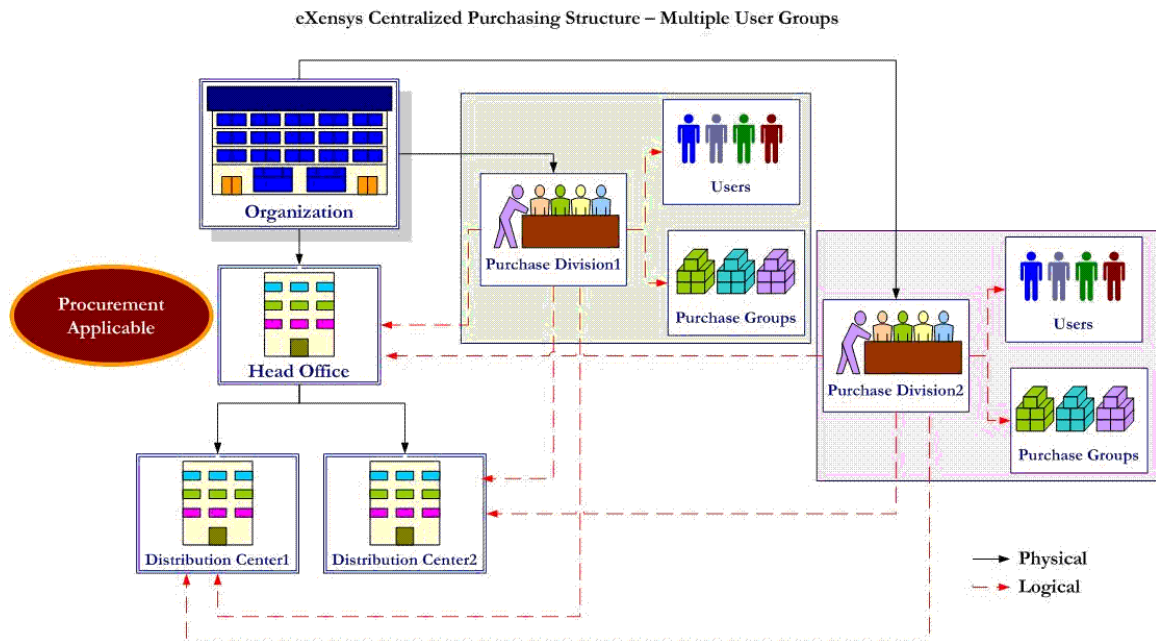 eXensys Centralized Purchasing Structure – Multiple User Groups
Organization
Users
Purchase Division1
Purchase Groups
Procurement
Applicable
Head Office
Users
Purchase Division2
Purchase Groups
Distribution Center1
Distribution Center2
Physical
Logical